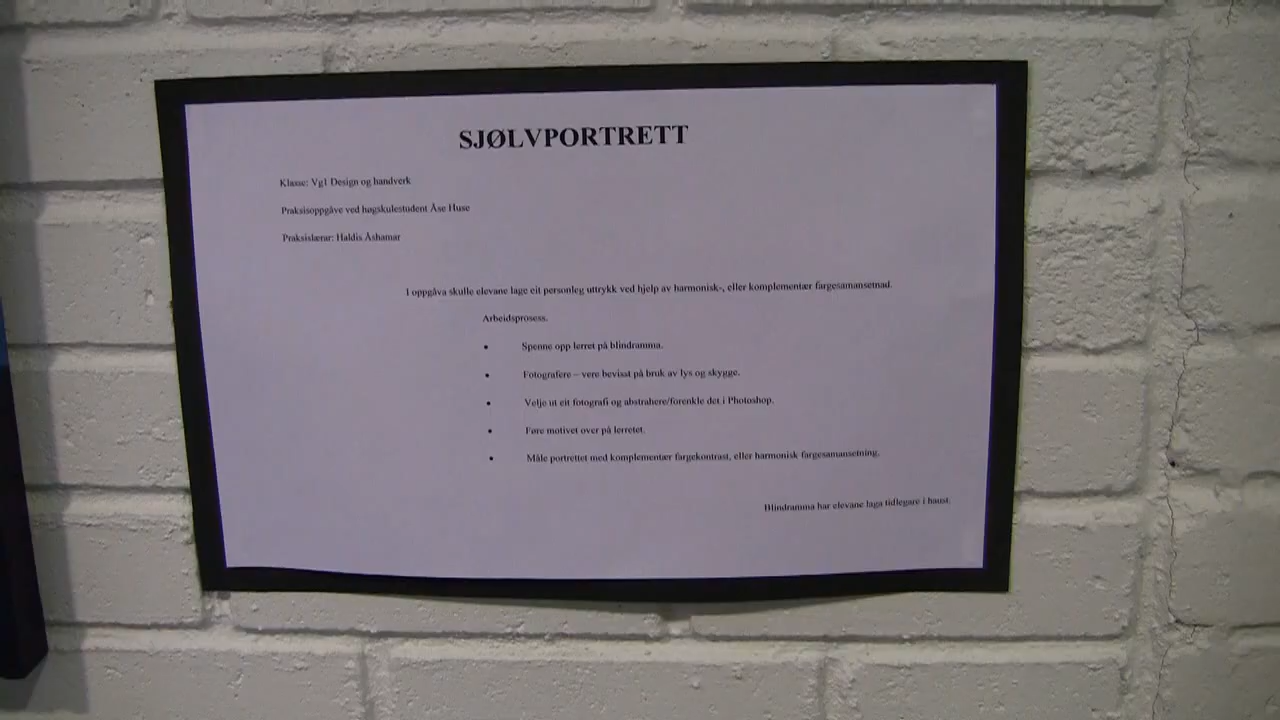 SJØLVPORTRETT
Klasse: Vg1 Design og handverk
Praksisoppgåve ved høgskulestudent Åse Huse
Praksislærar: Haldis Åshamar
I oppgåva skulle elevane lage eit personleg uttrykk ved hjelp av harmonisk-, eller komplementær fargesamansetnad.
Arbeidsprosess.
• Spenne opp lerret på blindramma.
• Fotografere – vere bevisst på bruk av lys og skygge.
• Velje ut eit fotografi og abstrahere/forenkle det i Photoshop.
• Føre motivet over på lerretet.
• Måle portrettet med komplementær fargekontrast, eller harmonisk fargesamansetning.
Blindramma har elevane laga tidlegare i haust.